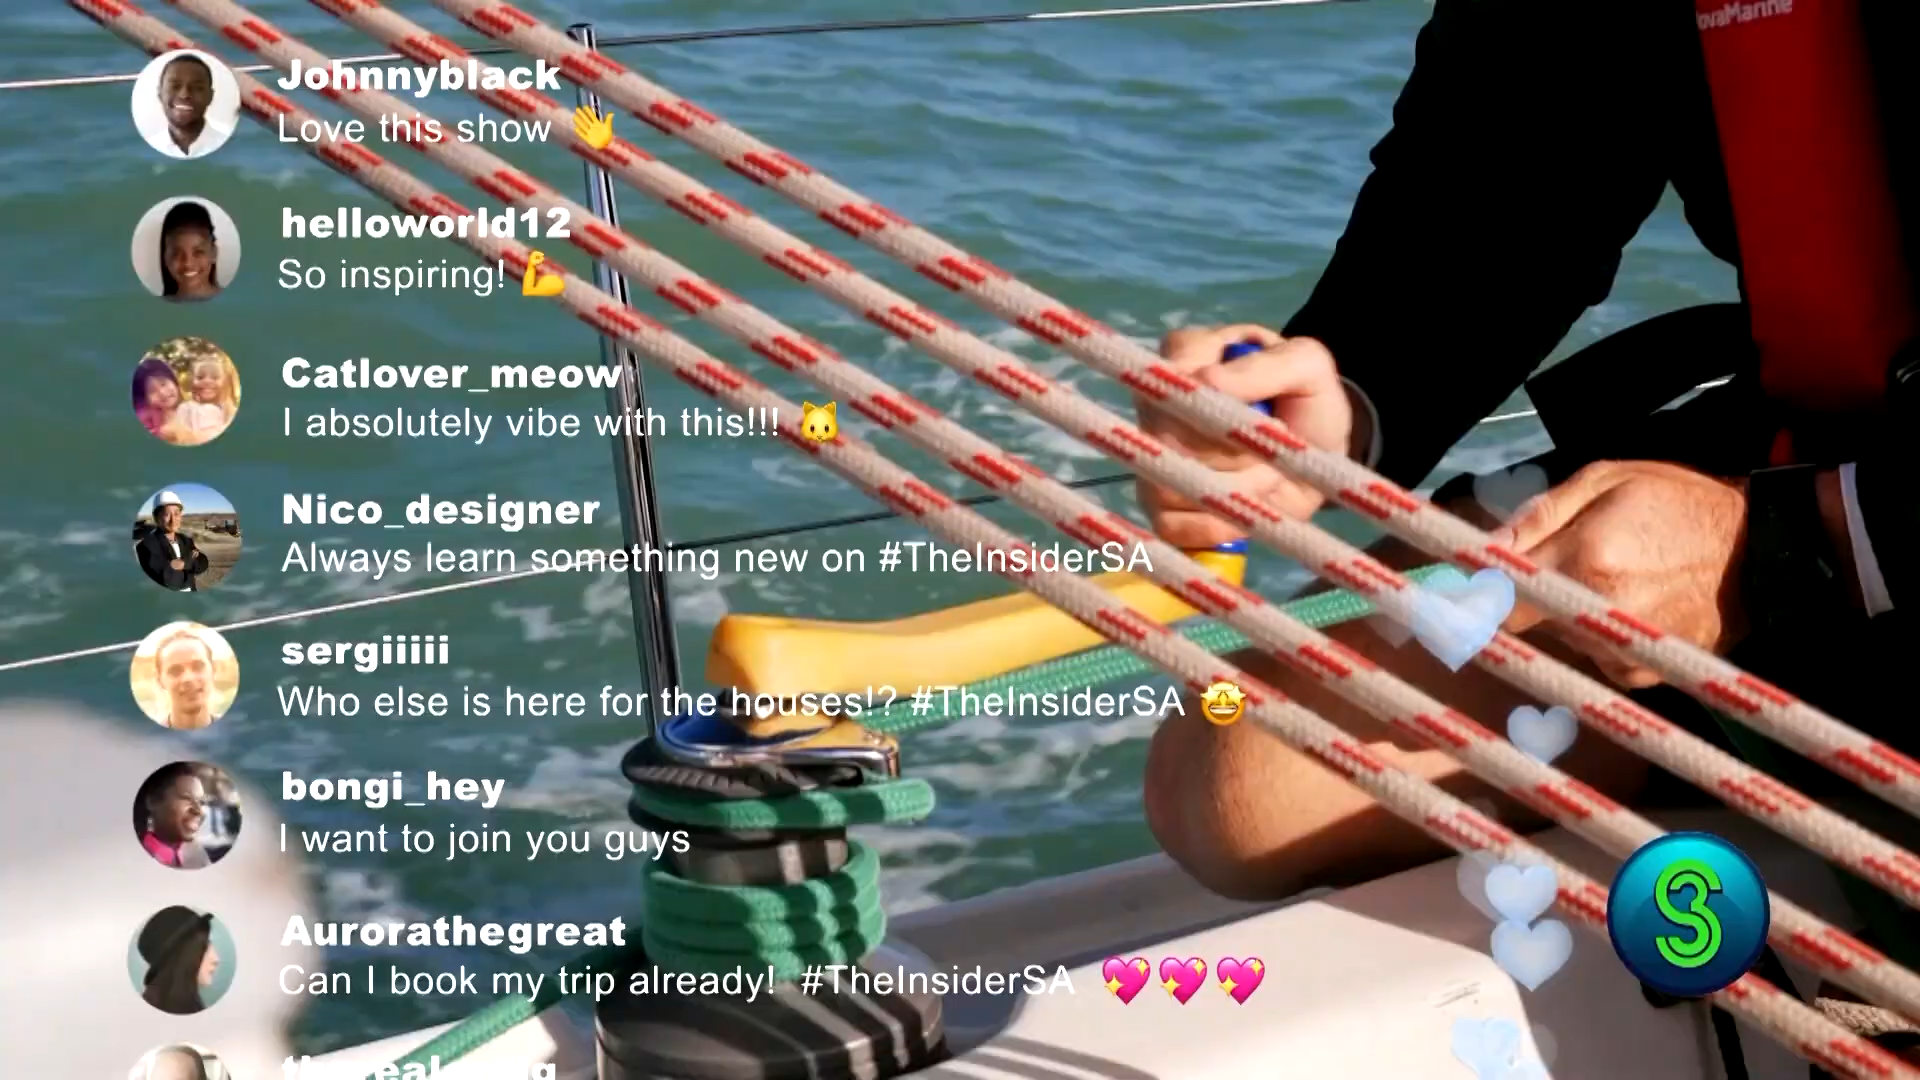 ovaMarine
Johnnyblack
Love this show 👋
helloworld12
So inspiring! 💪
Catlover_meow
I absolutely vibe with this!!! 🐱
Nico_designer
Always learn something new on #TheInsiderSA
sergiiiii
Who else is here for the houses!? #TheInsiderSA 🤩
bongi_hey
I want to join you guys
Aurorathegreat
Can I book my trip already! #TheInsiderSA 💖💖💖
3